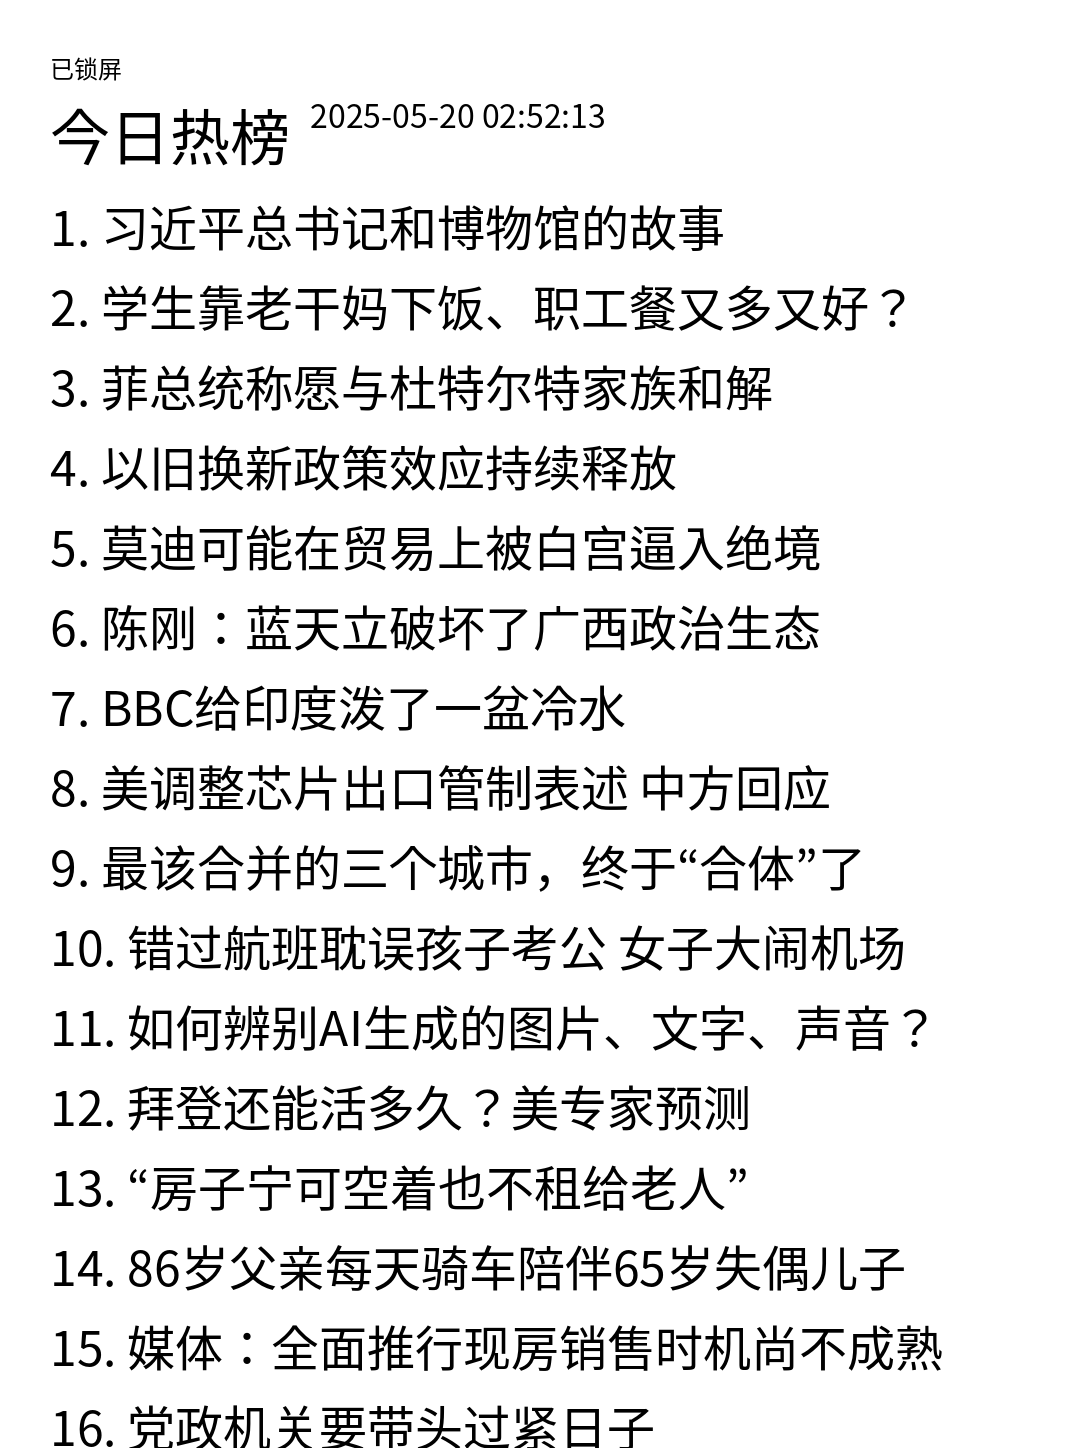 已锁屏
今日热榜 2025-05-20 02:52:13
1. 习近平总书记和博物馆的故事
2. 学生靠老干妈下饭、职工餐又多又好？
3. 菲总统称愿与杜特尔特家族和解
4. 以旧换新政策效应持续释放
5. 莫迪可能在贸易上被白宫逼入绝境
6. 陈刚：蓝天立破坏了广西政治生态
7. BBC给印度泼了一盆冷水
8. 美调整芯片出口管制表述 中方回应
9. 最该合并的三个城市，终于“合体”了
10. 错过航班耽误孩子考公 女子大闹机场
11. 如何辨别AI生成的图片、文字、声音？
12. 拜登还能活多久？美专家预测
13. “房子宁可空着也不租给老人”
14. 86岁父亲每天骑车陪伴65岁失偶儿子
15. 媒体：全面推行现房销售时机尚不成熟
16. 党政机关要带头过紧日子